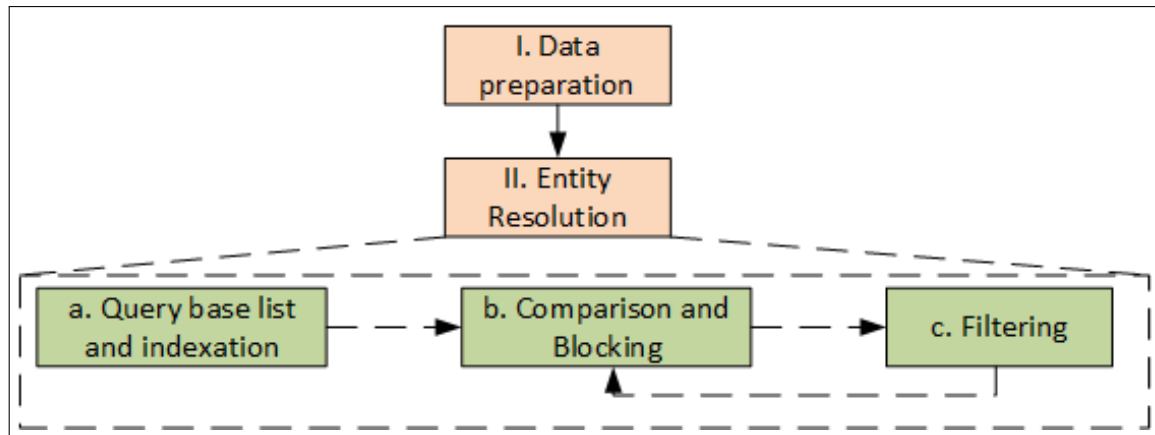 I. Data
preparation
II. Entity
Resolution
a. Query base list
and indexation
b. Comparison and
Blocking
c. Filtering